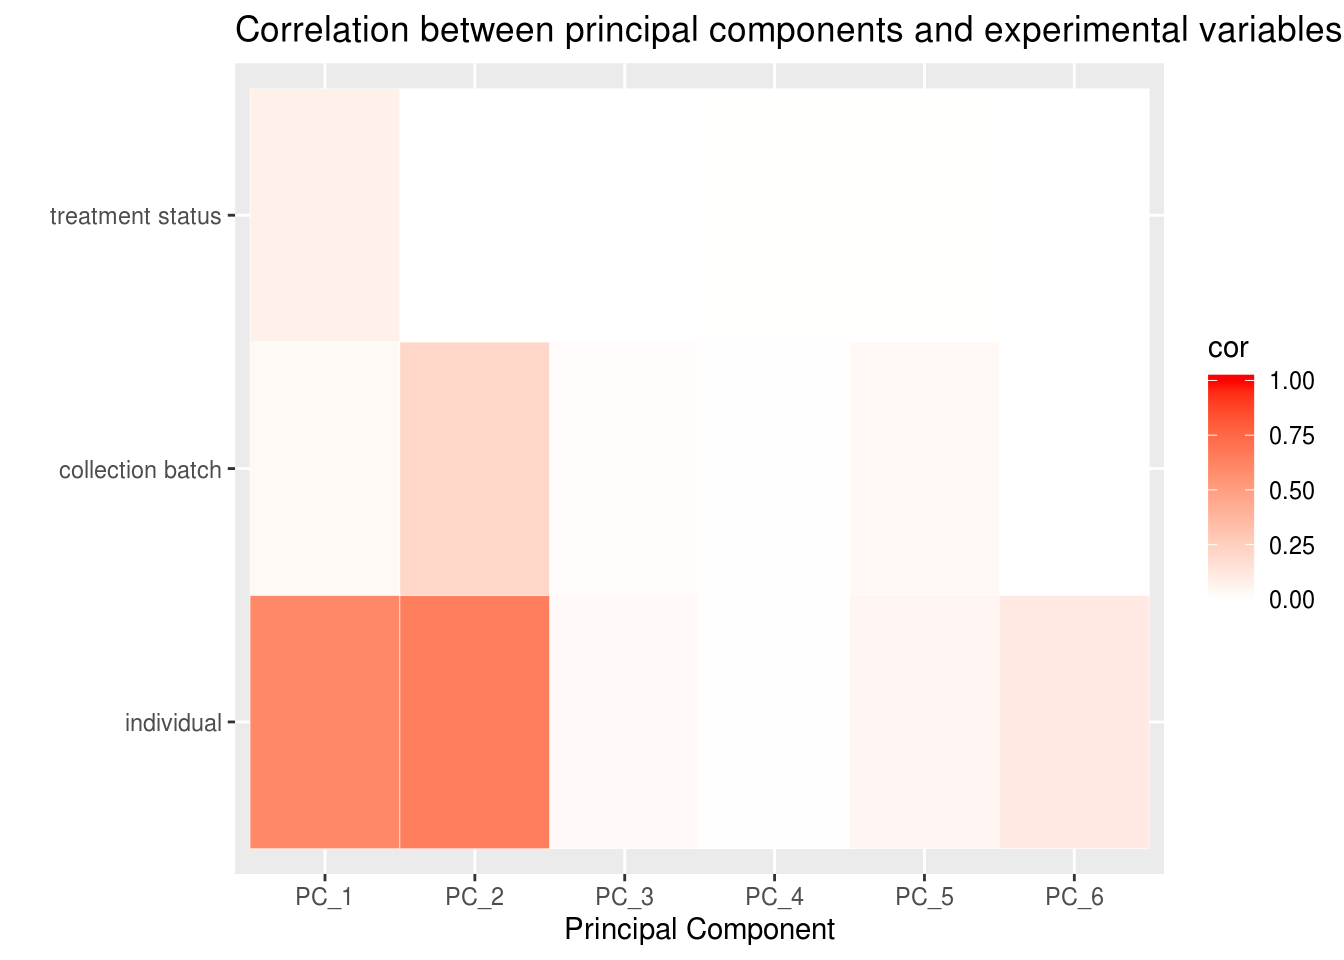 Correlation between principal components and experimental variables
treatment status
collection batch
individual
PC_1 PC_2 PC_3 PC_4 PC_5 PC_6
Principal Component
cor
1.00
0.75
0.50
0.25
0.00